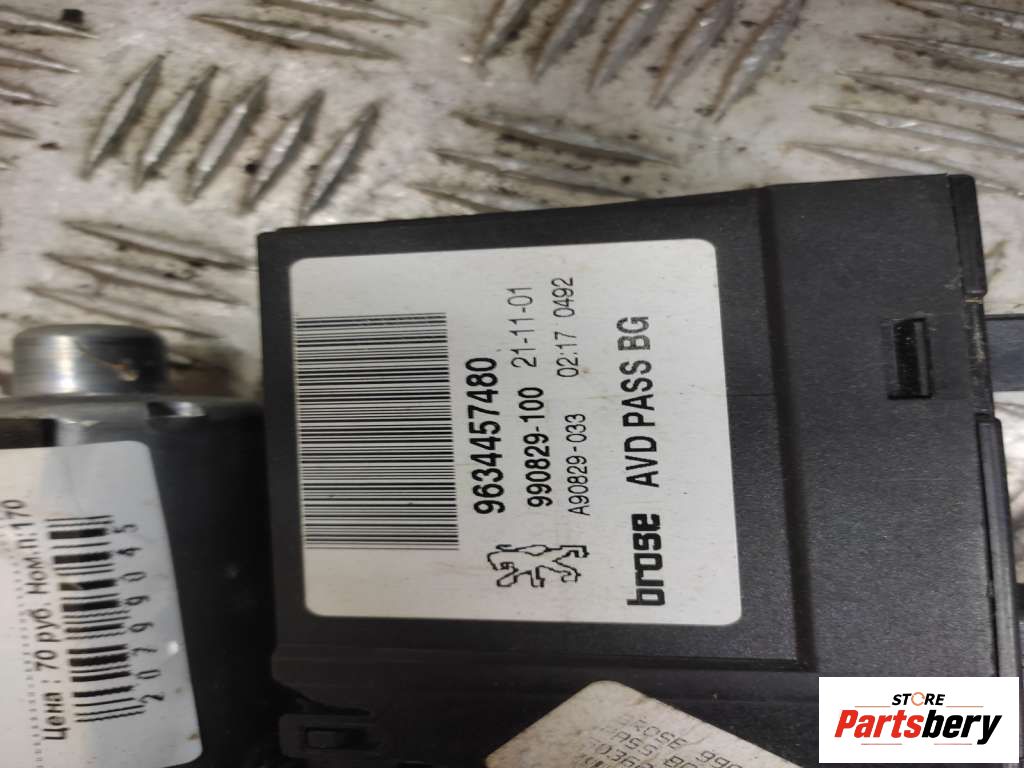 9634457480
990829-100 21-11-01
A90829-033 02:17 0492
brose AVD PASS BG
Цена : 70 руб. Ном.п:170
2079904 5
STORE
Partsbery